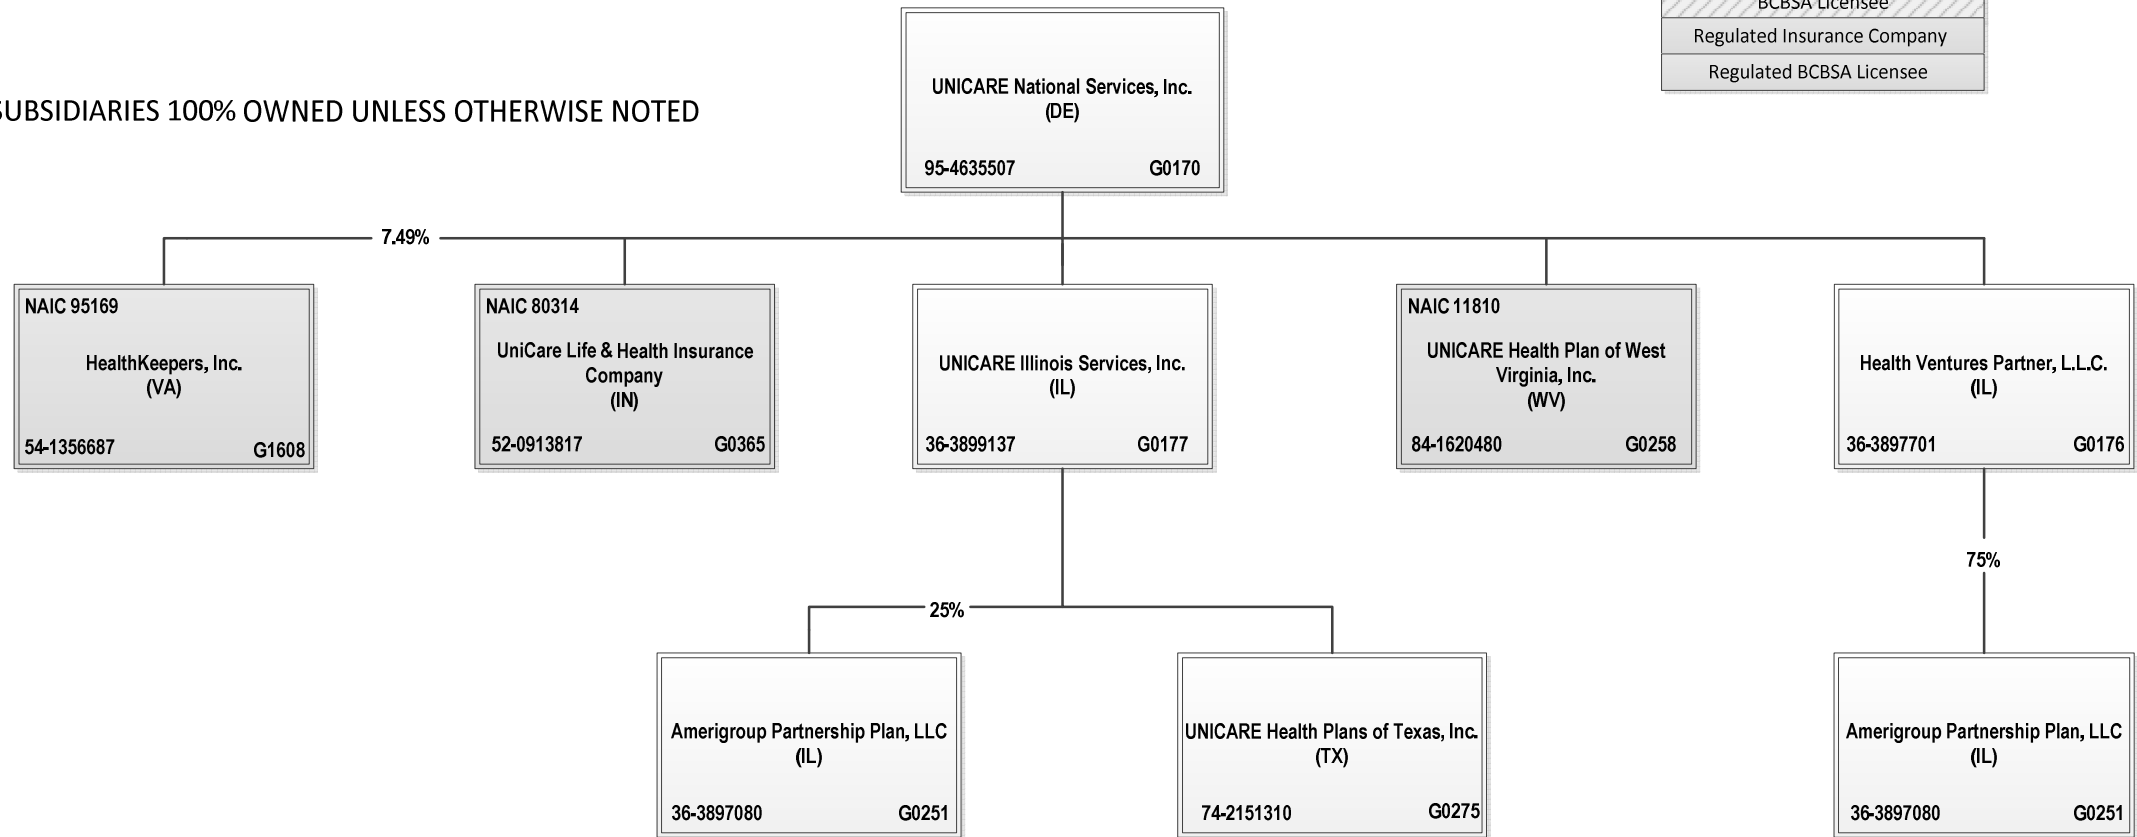 BCBSA Licensee
Regulated Insurance Company
Regulated BCBSA Licensee
SUBSIDIARIES 100% OWNED UNLESS OTHERWISE NOTED
UNICARE National Services, Inc.
(DE)
95-4635507 G0170
7.49%
NAIC 95169
HealthKeepers, Inc.
(VA)
54-1356687 G1608
NAIC 80314
UniCare Life & Health Insurance
Company
(IN)
52-0913817 G0365
UNICARE Illinois Services, Inc.
(IL)
36-3899137 G0177
NAIC 11810
UNICARE Health Plan of West
Virginia, Inc.
(WV)
84-1620480 G0258
Health Ventures Partner, L.L.C.
(IL)
36-3897701 G0176
25%
75%
Amerigroup Partnership Plan, LLC
(IL)
36-3897080 G0251
UNICARE Health Plans of Texas, Inc.
(TX)
74-2151310 G0275
Amerigroup Partnership Plan, LLC
(IL)
36-3897080 G0251